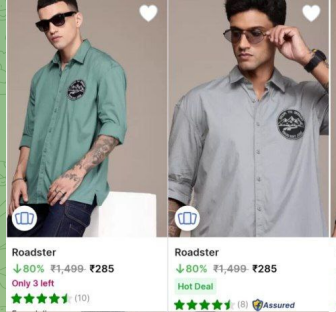 Roadster
↓80% ₹1,499 ₹285
Only 3 left
(10)
Roadster
↓80% ₹1,499 ₹285
Hot Deal
(8) Assured